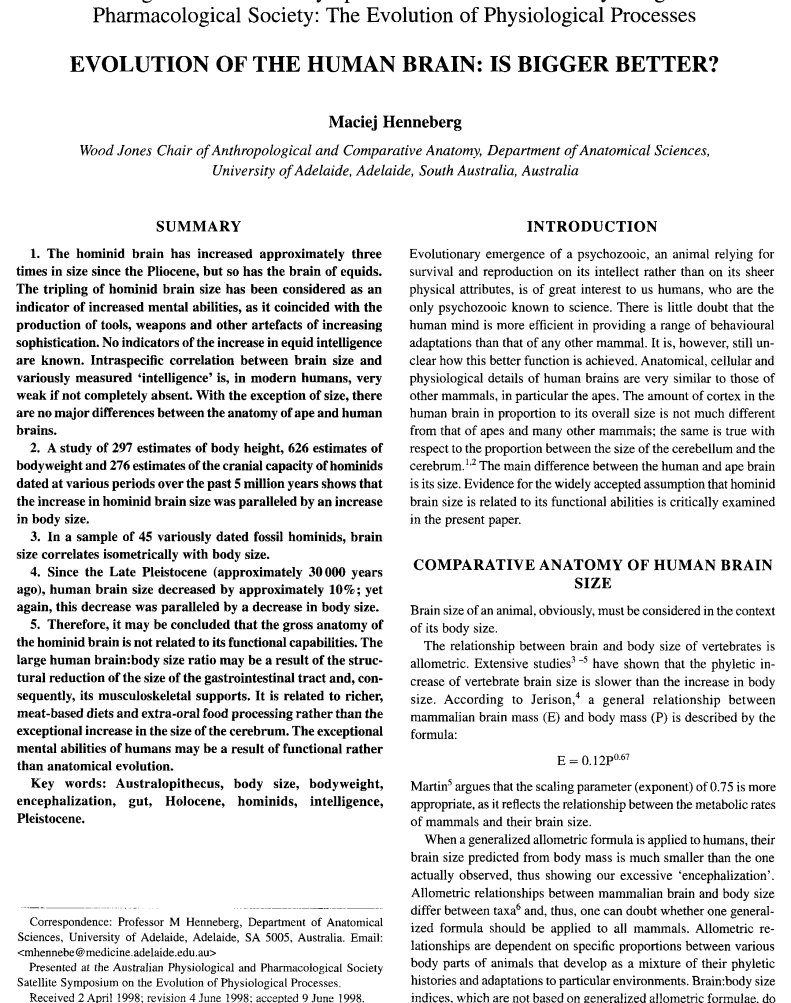 Pharmacological Society: The Evolution of Physiological Processes
EVOLUTION OF THE HUMAN BRAIN: IS BIGGER BETTER?
Maciej Henneberg
Wood Jones Chair of Anthropological and Comparative Anatomy, Department of Anatomical Sciences,
University of Adelaide, Adelaide, South Australia, Australia
SUMMARY
1. The hominid brain has increased approximately three
times in size since the Pliocene, but so has the brain of equids.
The tripling of hominid brain size has been considered as an
indicator of increased mental abilities, as it coincided with the
production of tools, weapons and other artefacts of increasing
sophistication. No indicators of the increase in equid intelligence
are known. Intraspecific correlation between brain size and
variously measured ‘intelligence’ is, in modern humans, very
weak if not completely absent. With the exception of size, there
are no major differences between the anatomy of ape and human
brains.
2. A study of 297 estimates of body height, 626 estimates of
bodyweight and 276 estimates of the cranial capacity of hominids
dated at various periods over the past 5 million years shows that
the increase in hominid brain size was paralleled by an increase
in body size.
3. In a sample of 45 variously dated fossil hominids, brain
size correlates isometrically with body size.
4. Since the Late Pleistocene (approximately 30 000 years
ago), human brain size decreased by approximately 10%; yet
again, this decrease was paralleled by a decrease in body size.
5. Therefore, it may be concluded that the gross anatomy of
the hominid brain is not related to its functional capabilities. The
large human brain:body size ratio may be a result of the struc-
tural reduction of the size of the gastrointestinal tract and, con-
sequently, its musculoskeletal supports. It is related to richer,
meat-based diets and extra-oral food processing rather than the
exceptional increase in the size of the cerebrum. The exceptional
mental abilities of humans may be a result of functional rather
than anatomical evolution.
Key words: Australopithecus, body size, bodyweight,
encephalization, gut, Holocene, hominids, intelligence,
Pleistocene.
Correspondence: Professor M Henneberg, Department of Anatomical
Sciences, University of Adelaide, Adelaide, SA 5005, Australia. Email:
<mhennebe@medicine.adelaide.edu.au>
Presented at the Australian Physiological and Pharmacological Society
Satellite Symposium on the Evolution of Physiological Processes.
Received 2 April 1998; revision 4 June 1998; accepted 9 June 1998.
INTRODUCTION
Evolutionary emergence of a psychozooic, an animal relying for
survival and reproduction on its intellect rather than on its sheer
physical attributes, is of great interest to us humans, who are the
only psychozooic known to science. There is little doubt that the
human mind is more efficient in providing a range of behavioural
adaptations than that of any other mammal. It is, however, still un-
clear how this better function is achieved. Anatomical, cellular and
physiological details of human brains are very similar to those of
other mammals, in particular the apes. The amount of cortex in the
human brain in proportion to its overall size is not much different
from that of apes and many other mammals; the same is true with
respect to the proportion between the size of the cerebellum and the
cerebrum.1,2 The main difference between the human and ape brain
is its size. Evidence for the widely accepted assumption that hominid
brain size is related to its functional abilities is critically examined
in the present paper.
COMPARATIVE ANATOMY OF HUMAN BRAIN
SIZE
Brain size of an animal, obviously, must be considered in the context
of its body size.
The relationship between brain and body size of vertebrates is
allometric. Extensive studies3–5 have shown that the phyletic in-
crease of vertebrate brain size is slower than the increase in body
size. According to Jerison,4 a general relationship between
mammalian brain mass (E) and body mass (P) is described by the
formula:
E = 0.12P0.67
Martin5 argues that the scaling parameter (exponent) of 0.75 is more
appropriate, as it reflects the relationship between the metabolic rates
of mammals and their brain size.
When a generalized allometric formula is applied to humans, their
brain size predicted from body mass is much smaller than the one
actually observed, thus showing our excessive ‘encephalization’.
Allometric relationships between mammalian brain and body size
differ between taxa6 and, thus, one can doubt whether one general-
ized formula should be applied to all mammals. Allometric re-
lationships are dependent on specific proportions between various
body parts of animals that develop as a mixture of their phyletic
histories and adaptations to particular environments. Brain:body size
indices, which are not based on generalized allometric formulae, do